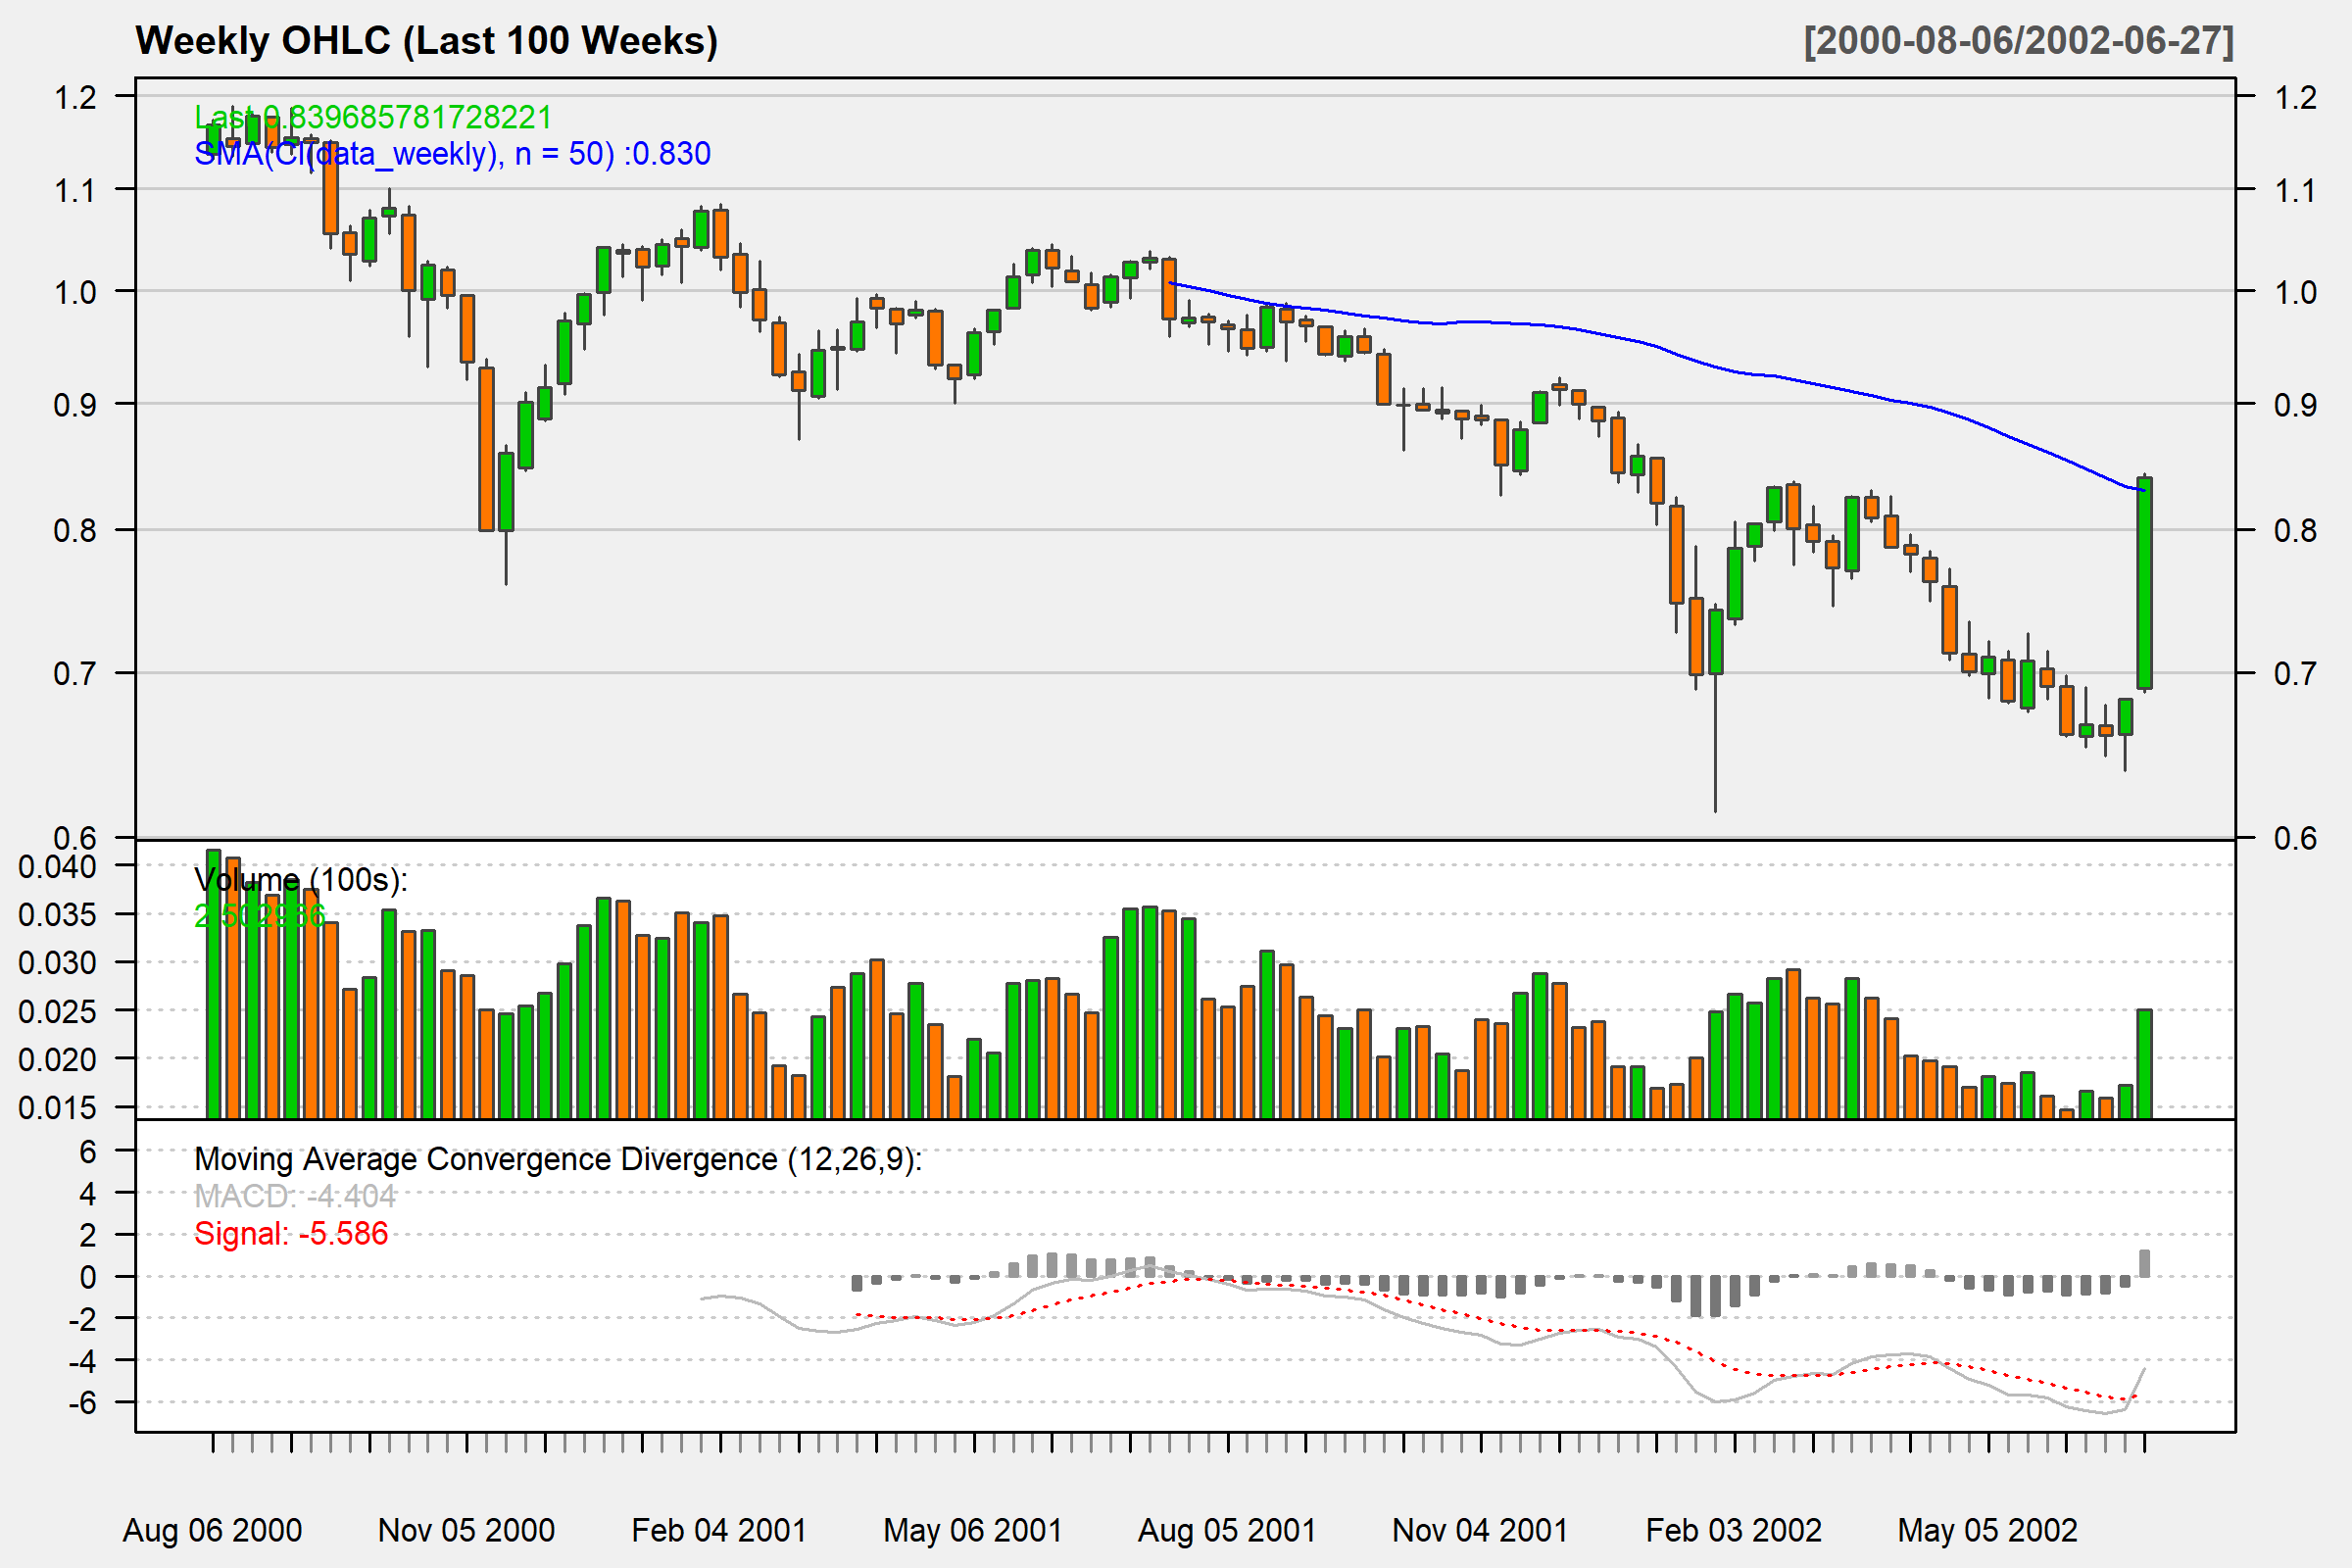 Weekly OHLC (Last 100 Weeks) [2000-08-06/2002-06-27]
1.2 1.2
Last 0.839685781728221
SMA(Cl(data_weekly), n = 50) :0.830
1.1 1.1
1.0 1.0
0.9 0.9
0.8 0.8
0.7 0.7
0.6 0.6
0.040
Volume (100s):
0.035
0.030
0.025
0.020
0.015
6
Moving Average Convergence Divergence (12,26,9):
4
MACD: -4.404
2
Signal: -5.586
0
-2
-4
-6
Aug 06 2000 Nov 05 2000 Feb 04 2001 May 06 2001 Aug 05 2001 Nov 04 2001 Feb 03 2002 May 05 2002